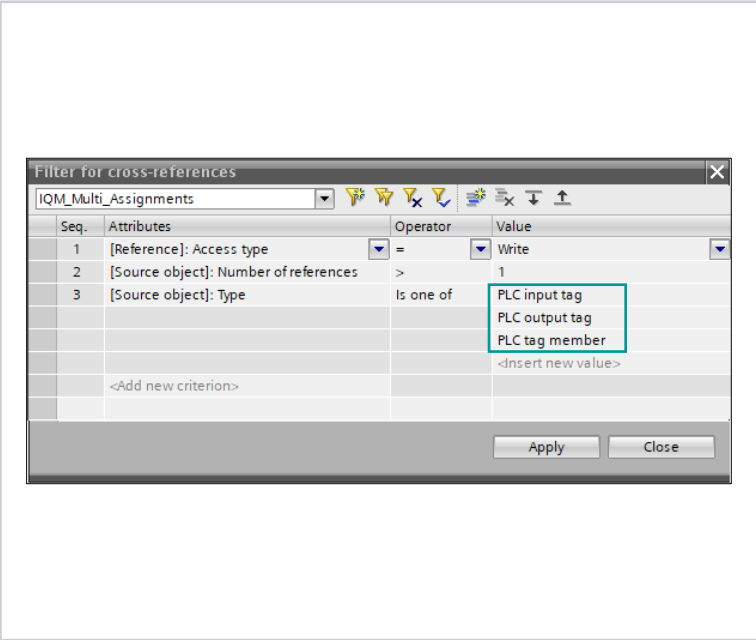 Filter for cross-references
IQM_Multi_Assignments
Seq. Attributes Operator Value
1 [Reference]: Access type = Write
2 [Source object]: Number of references > 1
3 [Source object]: Type Is one of PLC input tag
PLC output tag
PLC tag member
<Insert new value>
<Add new criterion>
Apply Close